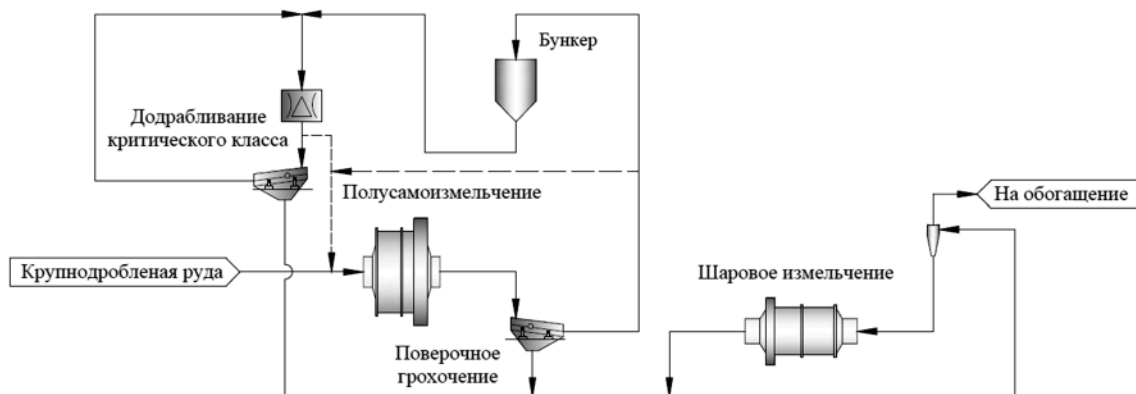 Бункер
Додрабливание
критического класса
Полусамоизмельчение
На обогащение
Крупнодробленая руда
Шаровое измельчение
Поверочное
грохочение